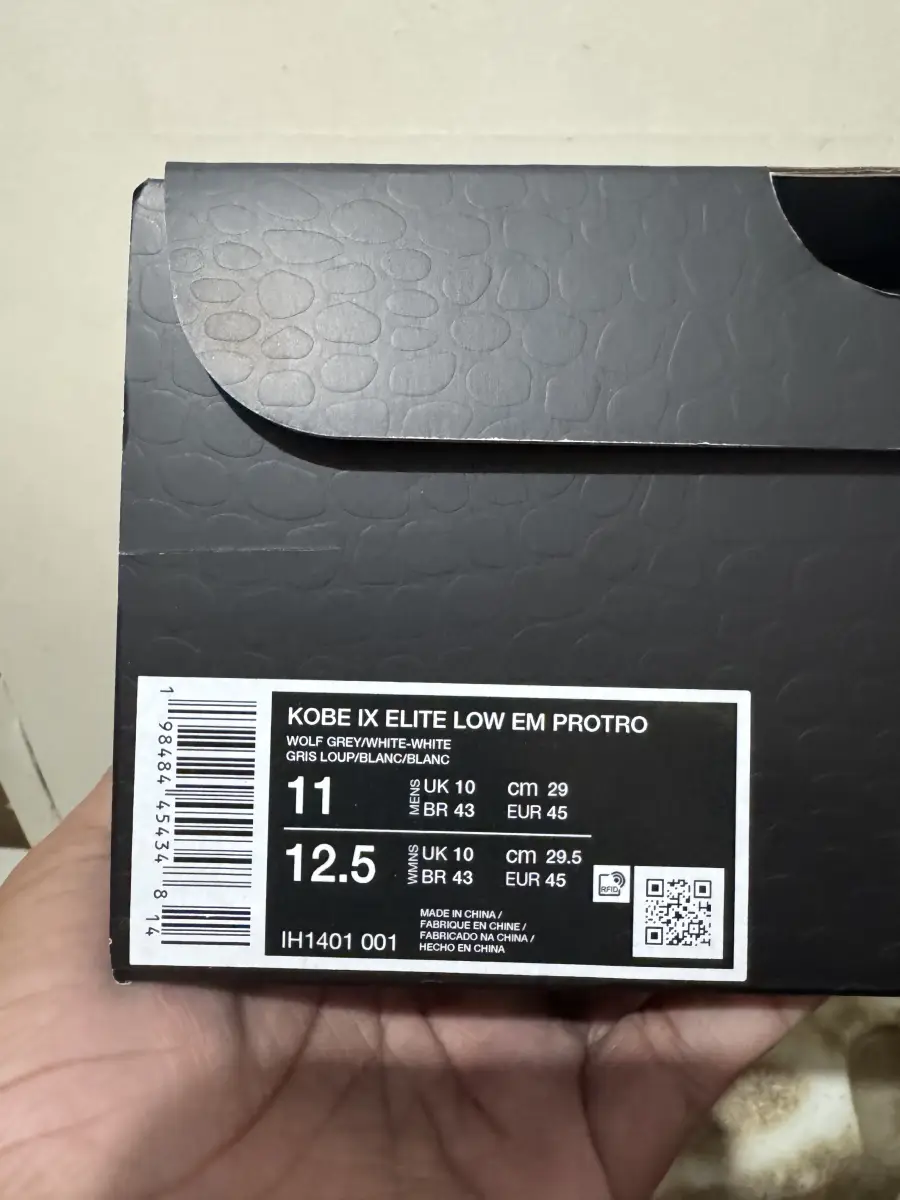 1 98484 45434 8 14
KOBE IX ELITE LOW EM PROTRO
WOLF GREY/WHITE-WHITE
GRIS LOUP/BLANC/BLANC
11 MENS UK 10 cm 29
BR 43 EUR 45
12.5 WMNS UK 10 cm 29.5
BR 43 EUR 45
RFID
IH1401 001
MADE IN CHINA /
FABRIQUE EN CHINE /
FABRICADO NA CHINA /
HECHO EN CHINA